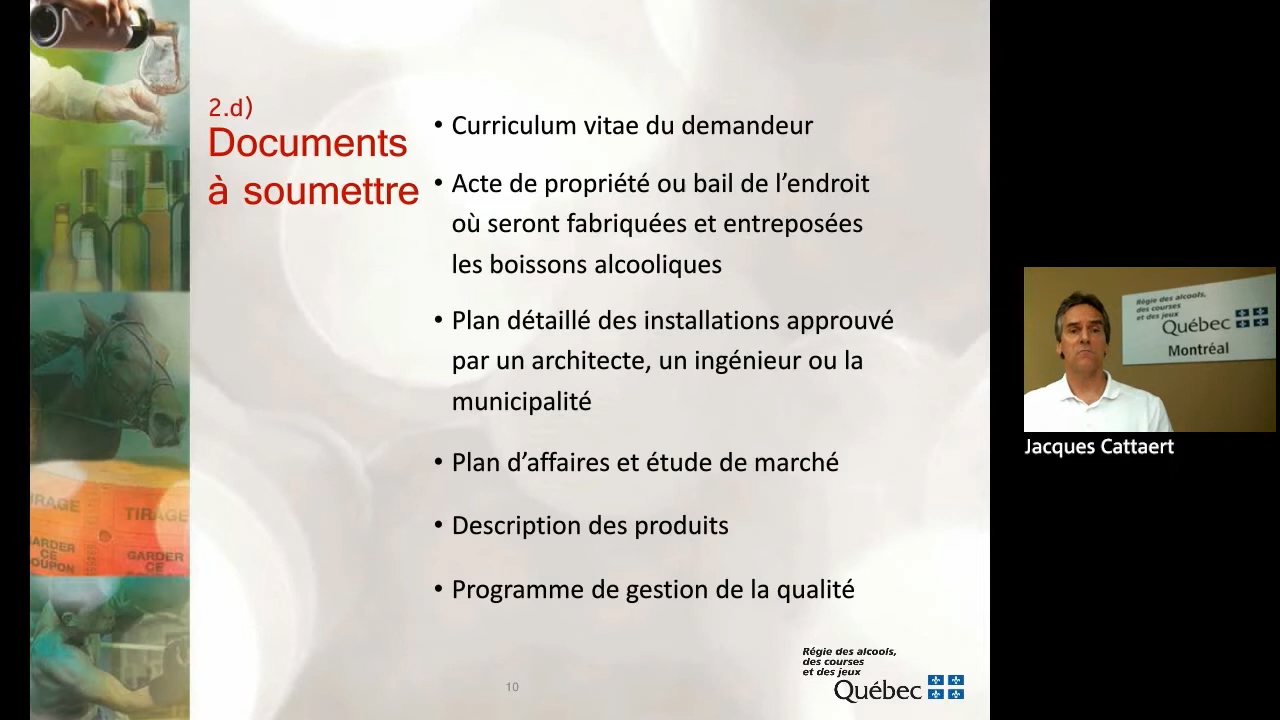 2.d)
Documents
à soumettre
• Curriculum vitae du demandeur
• Acte de propriété ou bail de l’endroit
où seront fabriquées et entreposées
les boissons alcooliques
• Plan détaillé des installations approuvé
par un architecte, un ingénieur ou la
municipalité
• Plan d’affaires et étude de marché
• Description des produits
• Programme de gestion de la qualité
TIRAGE
GARDER
CE
COUPON
IRAGE
ARDER
CE
OUPON
10
Régie des alcools,
des courses
et des jeux
Québec
Régie des alcools,
des courses
et des jeux
Québec
Montréal
Jacques Cattaert